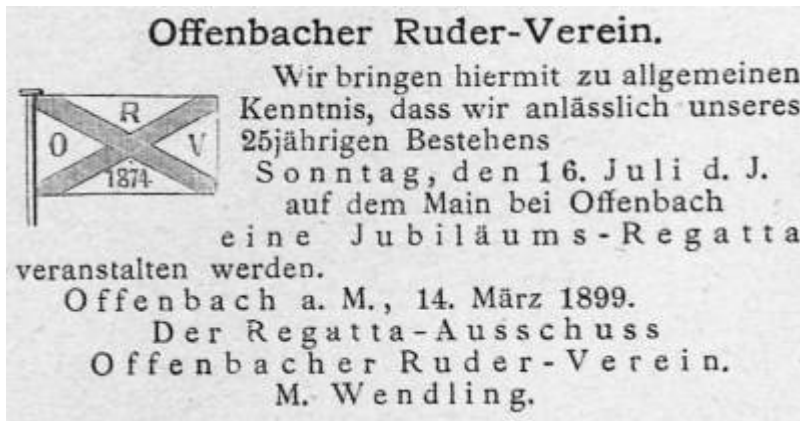 Offenbacher Ruder-Verein.
R
O V
1874
Wir bringen hiermit zu allgemeinen
Kenntnis, dass wir anlässlich unseres
25jährigen Bestehens
Sonntag, den 16. Juli d. J.
auf dem Main bei Offenbach
eine Jubiläums-Regatta
veranstalten werden.
Offenbach a. M., 14. März 1899.
Der Regatta-Ausschuss
Offenbacher Ruder-Verein.
M. Wendling.